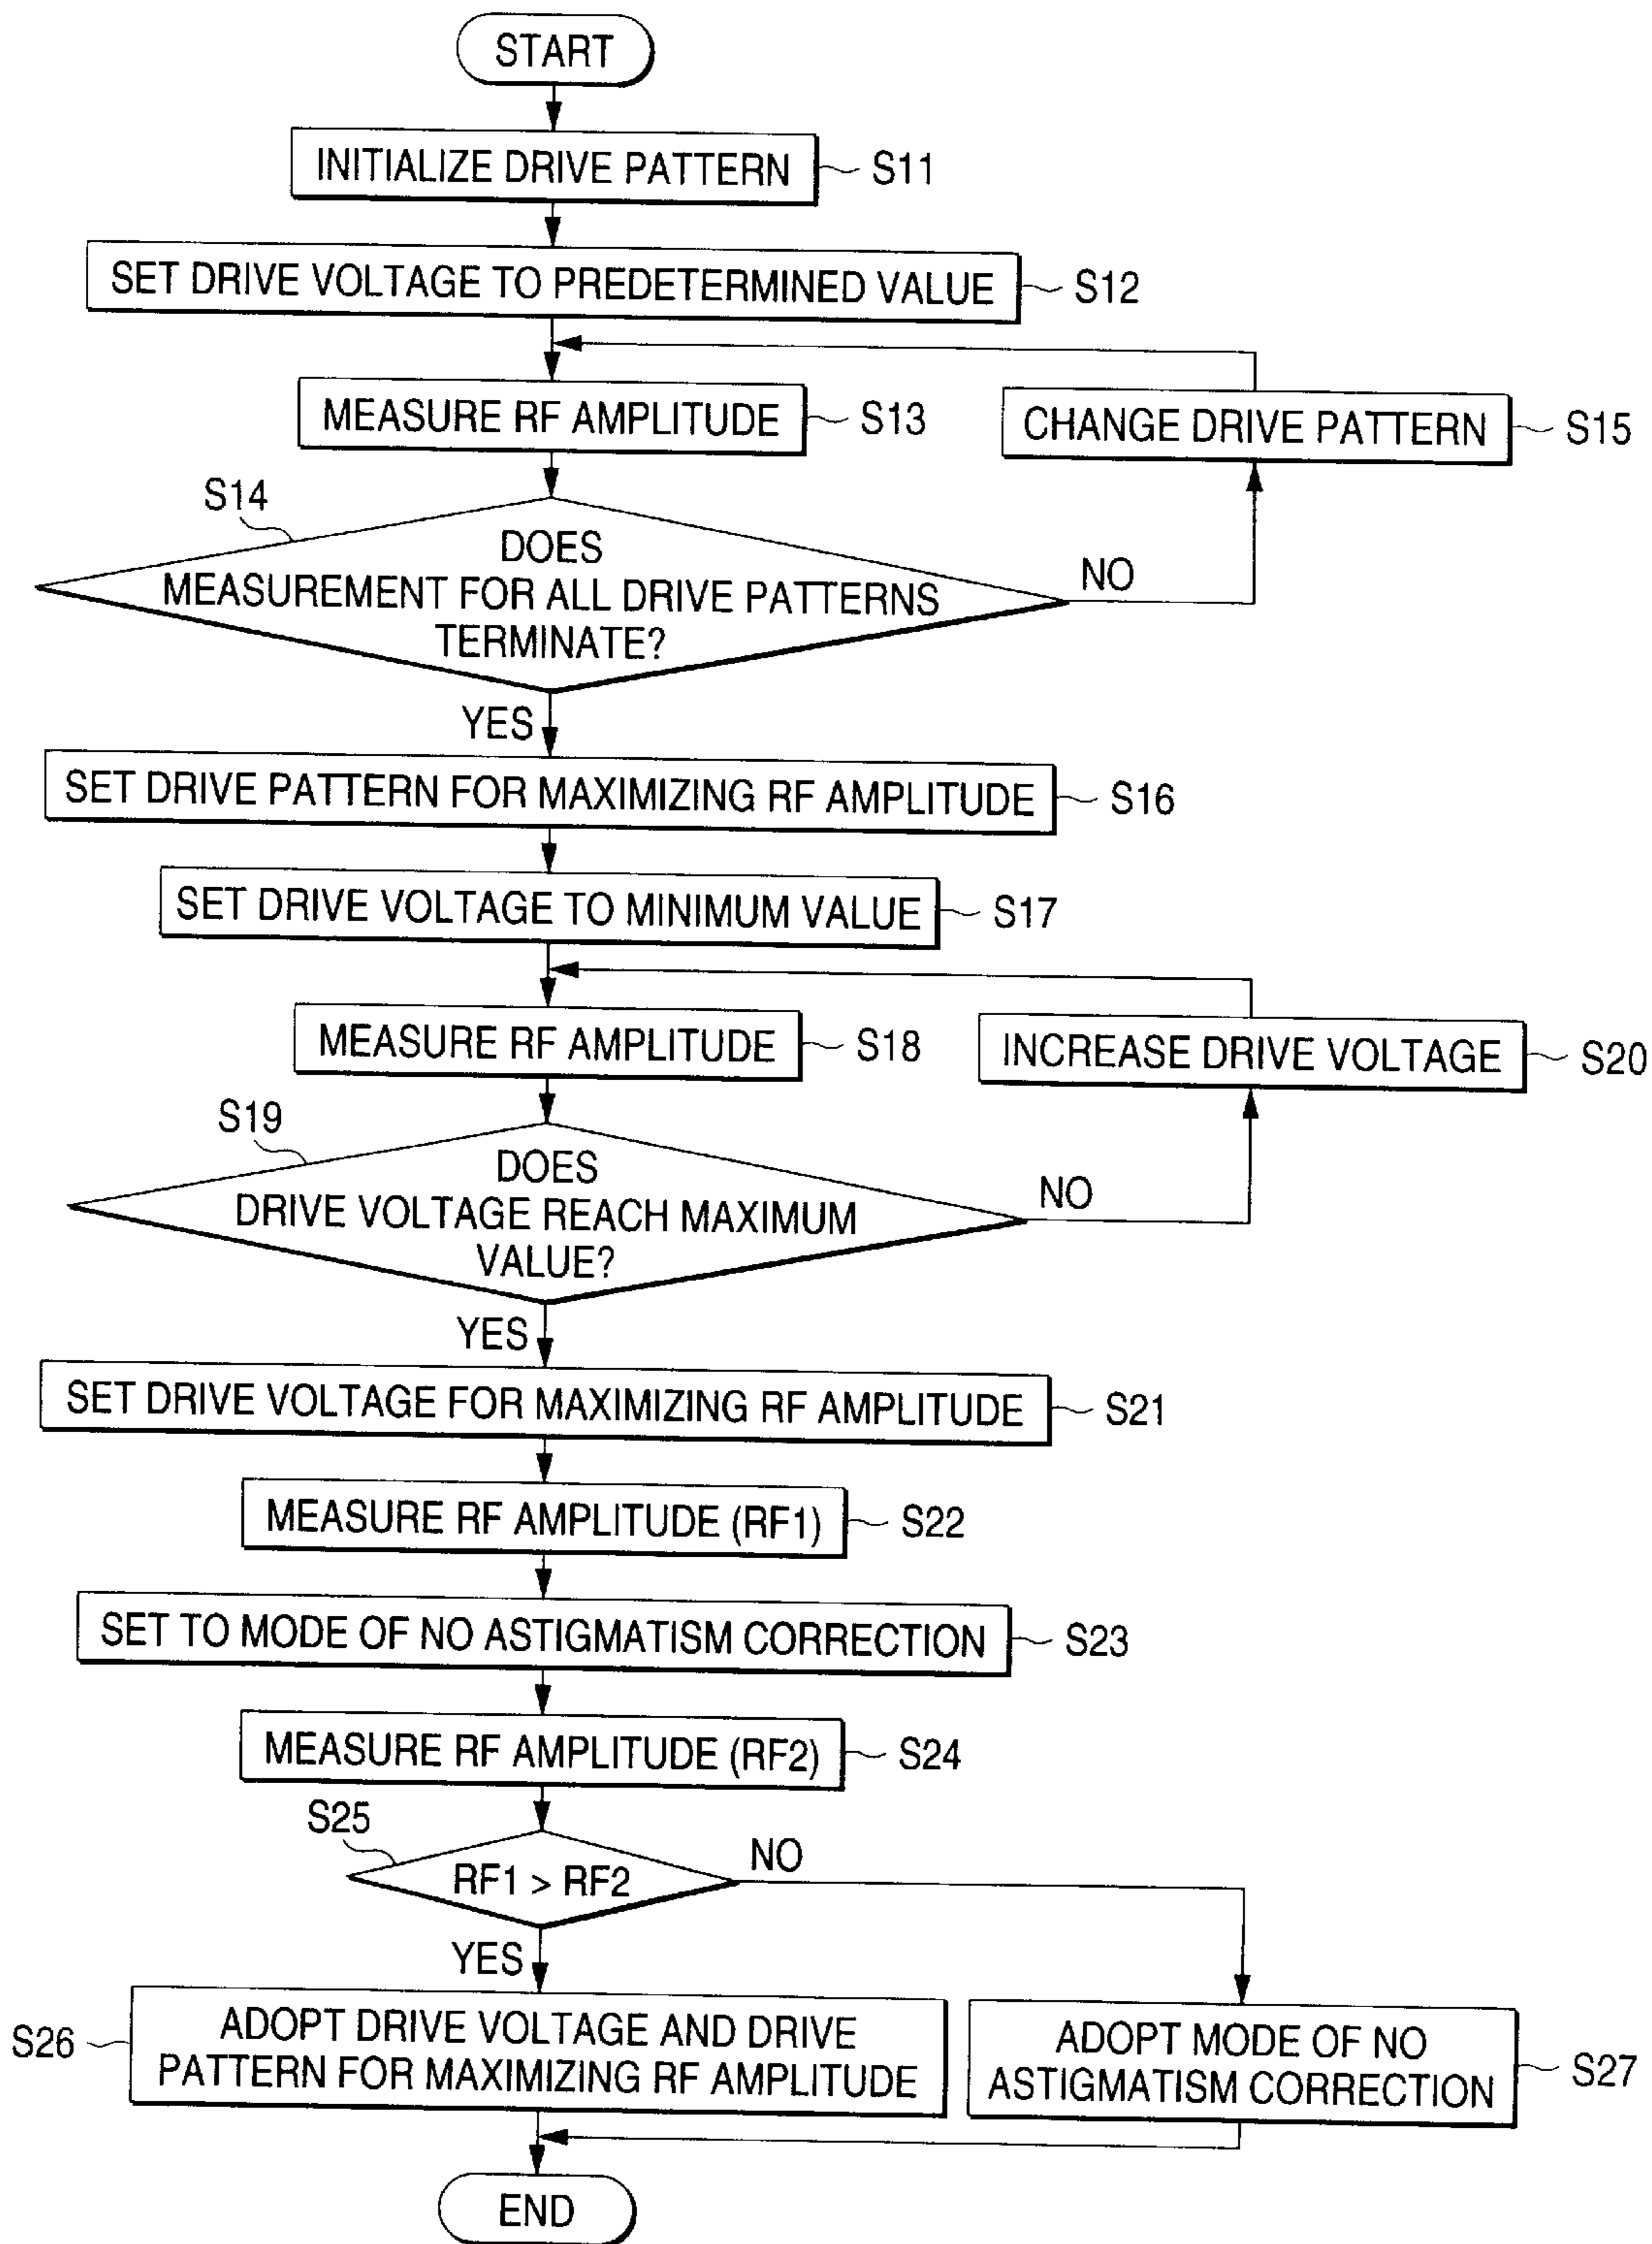 START
INITIALIZE DRIVE PATTERN
S11
SET DRIVE VOLTAGE TO PREDETERMINED VALUE
S12
MEASURE RF AMPLITUDE
S13
CHANGE DRIVE PATTERN
S15
S14
DOES
MEASUREMENT FOR ALL DRIVE PATTERNS
TERMINATE?
NO
YES
SET DRIVE PATTERN FOR MAXIMIZING RF AMPLITUDE
S16
SET DRIVE VOLTAGE TO MINIMUM VALUE
S17
MEASURE RF AMPLITUDE
S18
INCREASE DRIVE VOLTAGE
S20
S19
DOES
DRIVE VOLTAGE REACH MAXIMUM
VALUE?
NO
YES
SET DRIVE VOLTAGE FOR MAXIMIZING RF AMPLITUDE
S21
MEASURE RF AMPLITUDE (RF1)
S22
SET TO MODE OF NO ASTIGMATISM CORRECTION
S23
MEASURE RF AMPLITUDE (RF2)
S24
S25
RF1 > RF2
NO
YES
S26
ADOPT DRIVE VOLTAGE AND DRIVE
PATTERN FOR MAXIMIZING RF AMPLITUDE
ADOPT MODE OF NO
ASTIGMATISM CORRECTION
S27
END